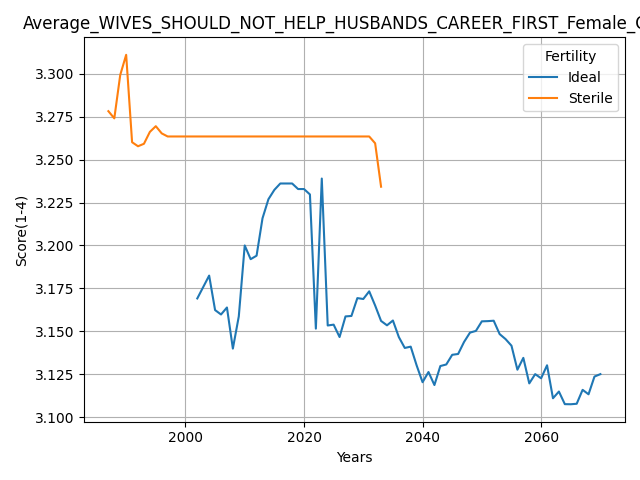 Average_WIVES_SHOULD_NOT_HELP_HUSBANDS_CAREER_FIRST_Female_
Fertility
Ideal
Sterile
Score(1-4)
3.300
3.275
3.250
3.225
3.200
3.175
3.150
3.125
3.100
2000
2020
2040
2060
Years